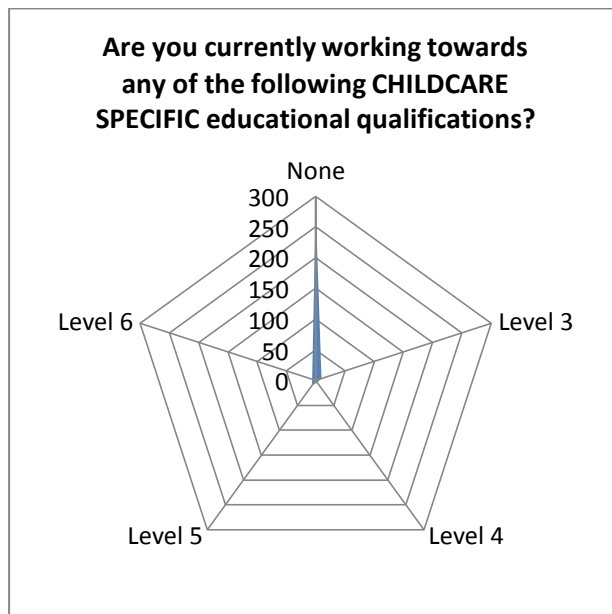 Are you currently working towards
any of the following CHILDCARE
SPECIFIC educational qualifications?
None
300
250
200
150
100
50
0
Level 6
Level 3
Level 5
Level 4